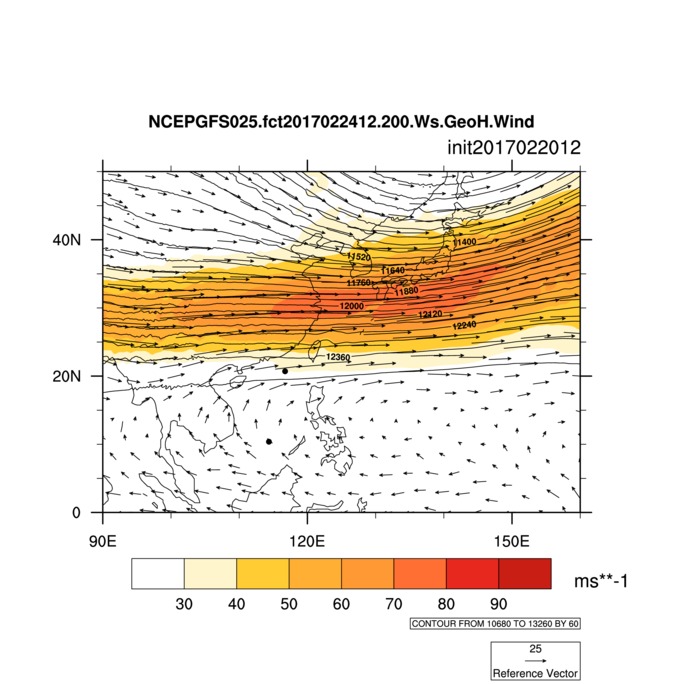 NCEPGFS025.fct2017022412.200.Ws.GeoH.Wind
init2017022012
40N
20N
0
11400
11520
11640
11760
11880
12000
12120
12240
12360
90E 120E 150E
30 40 50 60 70 80 90
ms**-1
CONTOUR FROM 10680 TO 13260 BY 60
25
Reference Vector